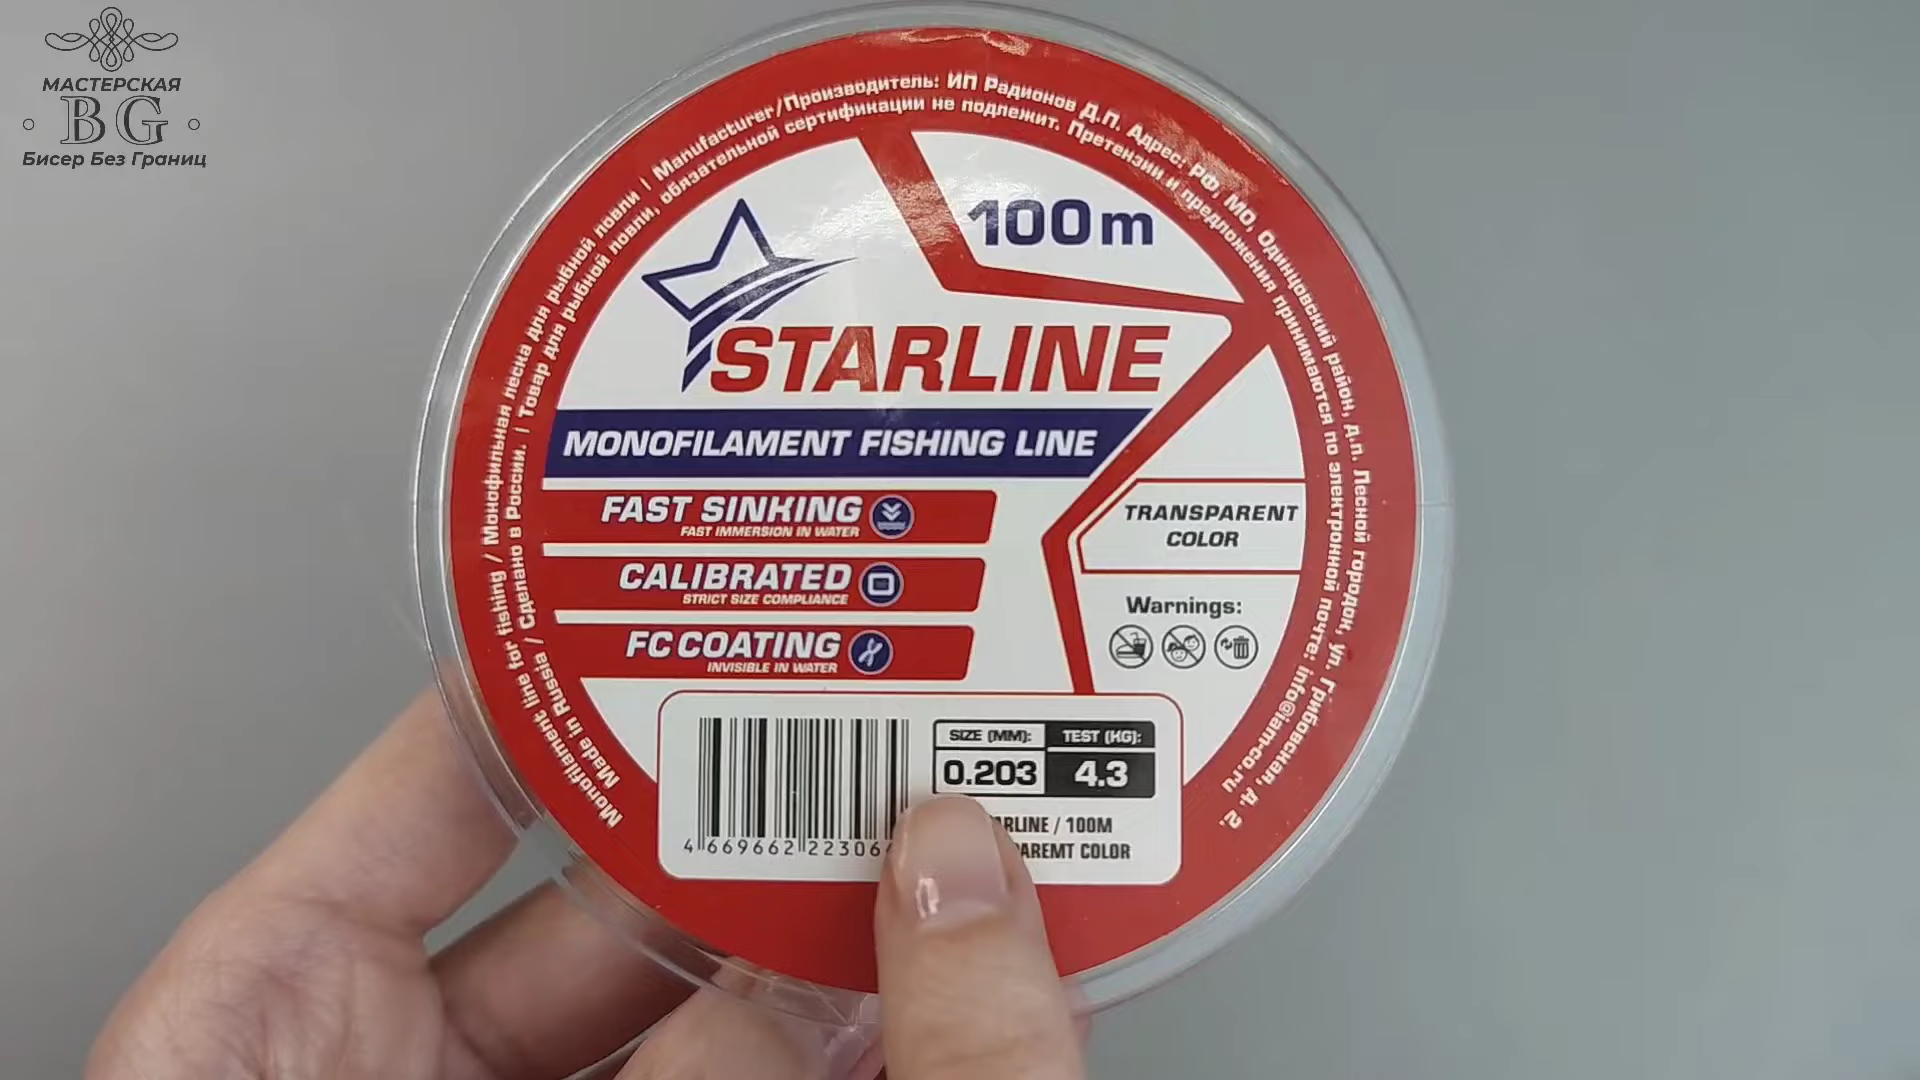 МАСТЕРСКАЯ
BG
Бисер Без Границ
Monofilament line for fishing / Монофильная леска для рыбной ловли | Manufacturer/Производитель: ИП Радионов Д.П. Адрес: РФ, МО, Одинцовский район, д.п. Лесной городок, ул. Грибовская, д. 2.
Made in Russia / Сделано в России. | Товар для рыбной ловли, обязательной сертификации не подлежит. Претензии и предложения принимаются по электронной почте: info@iam-co.ru
100m
STARLINE
MONOFILAMENT FISHING LINE
FAST SINKING
FAST IMMERSION IN WATER
CALIBRATED
STRICT SIZE COMPLIANCE
FC COATING
INVISIBLE IN WATER
TRANSPARENT
COLOR
Warnings:
SIZE (MM): TEST (KG):
0.203 4.3
/ 100M
COLOR
4 669662 22306